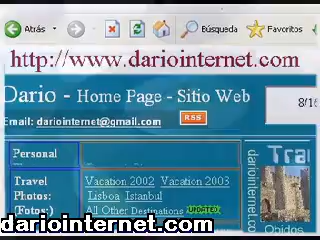 Atrás Búsqueda Favoritos
http://www.dariointernet.com
Dario - Home Page - Sitio Web
8/16
Email: dariointernet@gmail.com RSS
Personal
Travel Vacation 2002 Vacation 2003
Photos: Lisboa Istanbul
(Fotos:) All Other Destinations UPDATED
dariointernet.co
Trav
Obidos
dariointernet.com